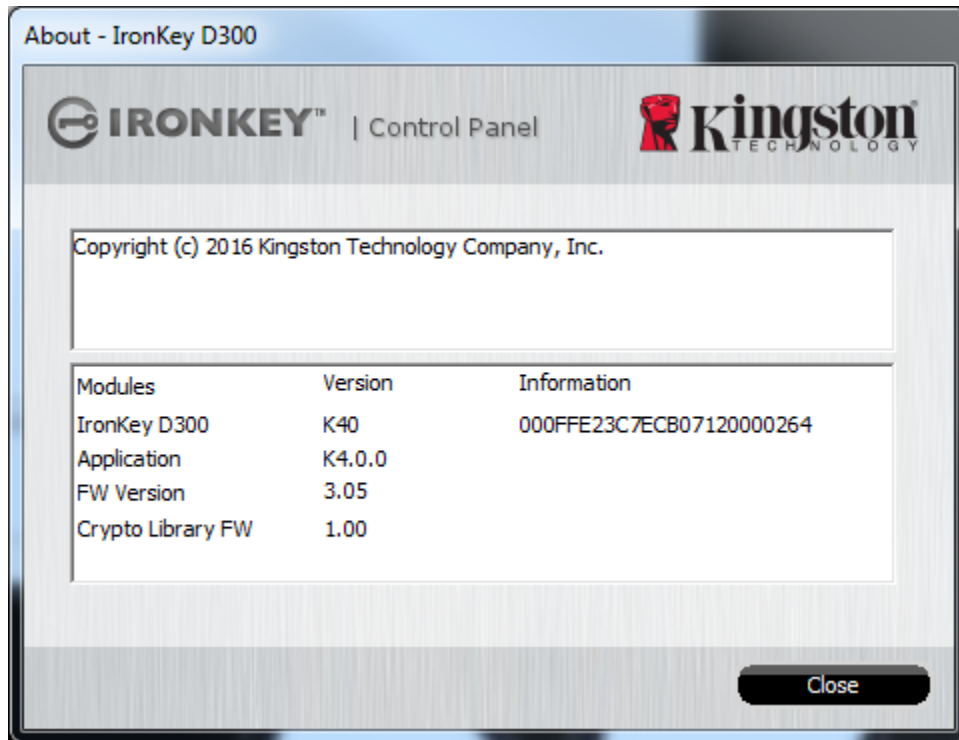 About - IronKey D300
IRONKEY™ | Control Panel
Kingston®
TECHNOLOGY
Copyright (c) 2016 Kingston Technology Company, Inc.
Modules Version Information
IronKey D300 K40 000FFE23C7ECB07120000264
Application K4.0.0
FW Version 3.05
Crypto Library FW 1.00
Close